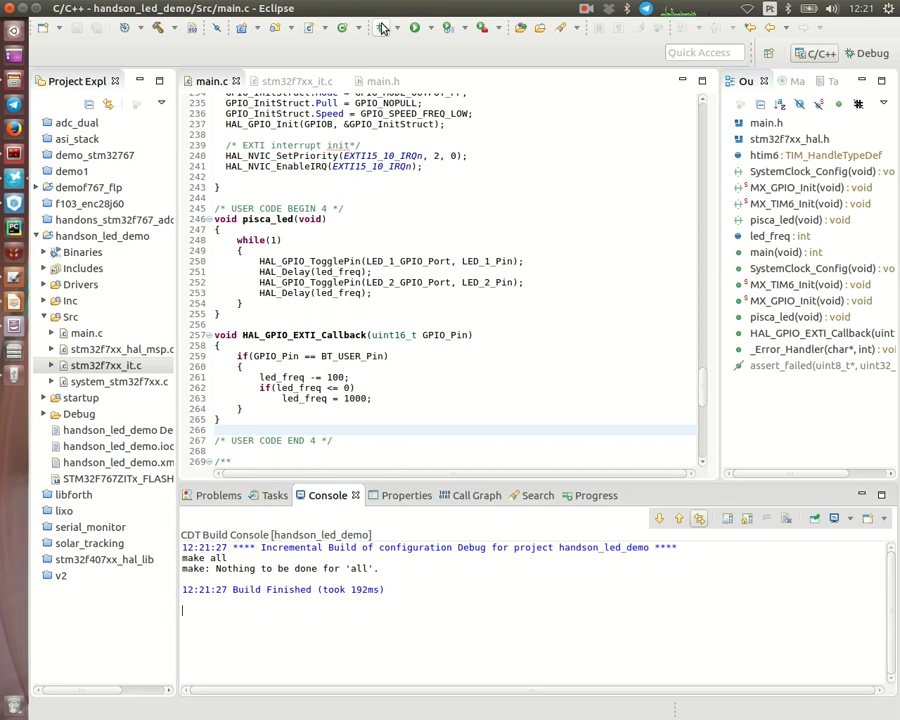 C/C++ - handson_led_demo/Src/main.c - Eclipse
Pt
12:21
Quick Access
C/C++
Debug
Project Expl
main.c
stm32f7xx_it.c
main.h
Ou
Ma
Ta
adc_dual
asi_stack
demo_stm32767
demo1
demof767_flp
f103_enc28j60
handons_stm32f767_adc
handson_led_demo
Binaries
Includes
Drivers
Inc
Src
main.c
stm32f7xx_hal_msp.c
stm32f7xx_it.c
system_stm32f7xx.c
startup
Debug
handson_led_demo De
handson_led_demo.ioc
handson_led_demo.xm
STM32F767ZITx_FLASH
libforth
lixo
serial_monitor
solar_tracking
stm32f407xx_hal_lib
v2
235 GPIO_InitStruct.Pull = GPIO_NOPULL;
236 GPIO_InitStruct.Speed = GPIO_SPEED_FREQ_LOW;
237 HAL_GPIO_Init(GPIOB, &GPIO_InitStruct);
238
239 /* EXTI interrupt init*/
240 HAL_NVIC_SetPriority(EXTI15_10_IRQn, 2, 0);
241 HAL_NVIC_EnableIRQ(EXTI15_10_IRQn);
242
243 }
244
245 /* USER CODE BEGIN 4 */
246 void pisca_led(void)
247 {
248 while(1)
249 {
250 HAL_GPIO_TogglePin(LED_1_GPIO_Port, LED_1_Pin);
251 HAL_Delay(led_freq);
252 HAL_GPIO_TogglePin(LED_2_GPIO_Port, LED_2_Pin);
253 HAL_Delay(led_freq);
254 }
255 }
256
257 void HAL_GPIO_EXTI_Callback(uint16_t GPIO_Pin)
258 {
259 if(GPIO_Pin == BT_USER_Pin)
260 {
261 led_freq -= 100;
262 if(led_freq <= 0)
263 led_freq = 1000;
264 }
265 }
266
267 /* USER CODE END 4 */
268
269 /**
main.h
stm32f7xx_hal.h
htim6 : TIM_HandleTypeDef
SystemClock_Config(void) : vo
MX_GPIO_Init(void) : void
MX_TIM6_Init(void) : void
pisca_led(void) : void
led_freq : int
main(void) : int
SystemClock_Config(void) : vo
MX_TIM6_Init(void) : void
MX_GPIO_Init(void) : void
pisca_led(void) : void
HAL_GPIO_EXTI_Callback(uint
_Error_Handler(char*, int) : vo
assert_failed(uint8_t*, uint32_
Problems
Tasks
Console
Properties
Call Graph
Search
Progress
CDT Build Console [handson_led_demo]
12:21:27 **** Incremental Build of configuration Debug for project handson_led_demo ****
make all
make: Nothing to be done for 'all'.
12:21:27 Build Finished (took 192ms)